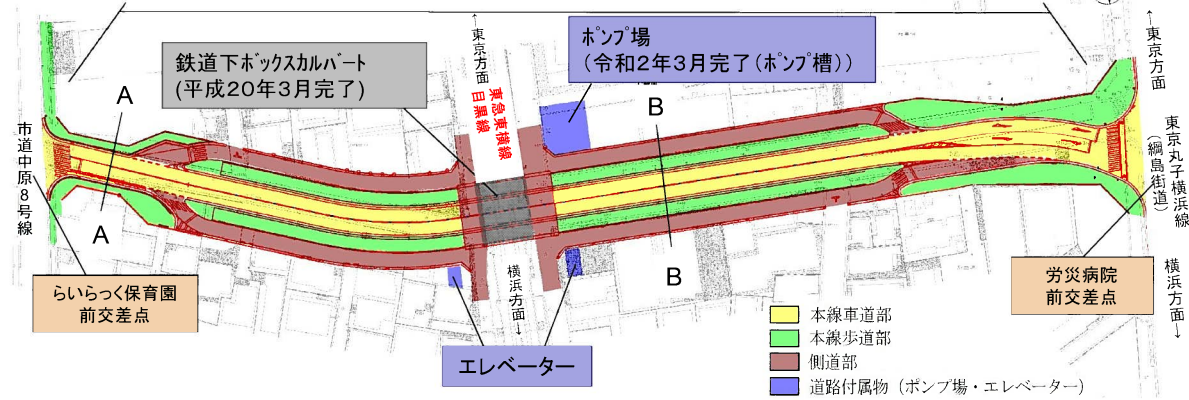 ←東京方面
鉄道下ボックスカルバート
(平成20年3月完了)
ポンプ場
(令和2年3月完了(ポンプ槽))
東急東横線
目黒線
←東京方面
A
B
市道中原8号線
東京丸子横浜線
(綱島街道)
A
B
らいらっく保育園
前交差点
横浜方面→
エレベーター
労災病院
前交差点
横浜方面→
本線車道部
本線歩道部
側道部
道路付属物(ポンプ場・エレベーター)